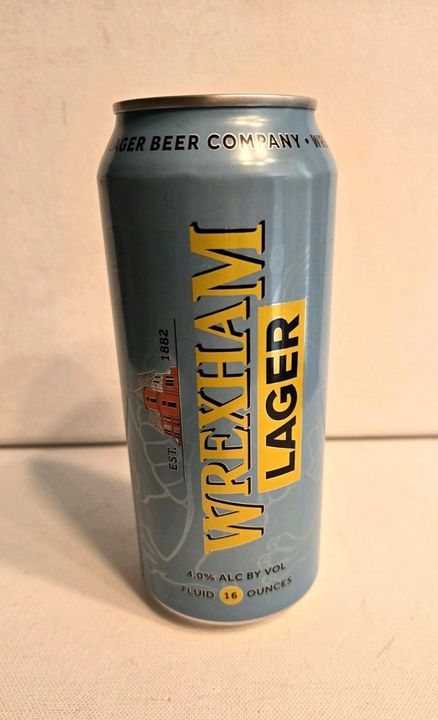 LAGER BEER COMPANY •
EST. 1882
WREXHAM
LAGER
4.0% ALC BY VOL
FLUID 16 OUNCES